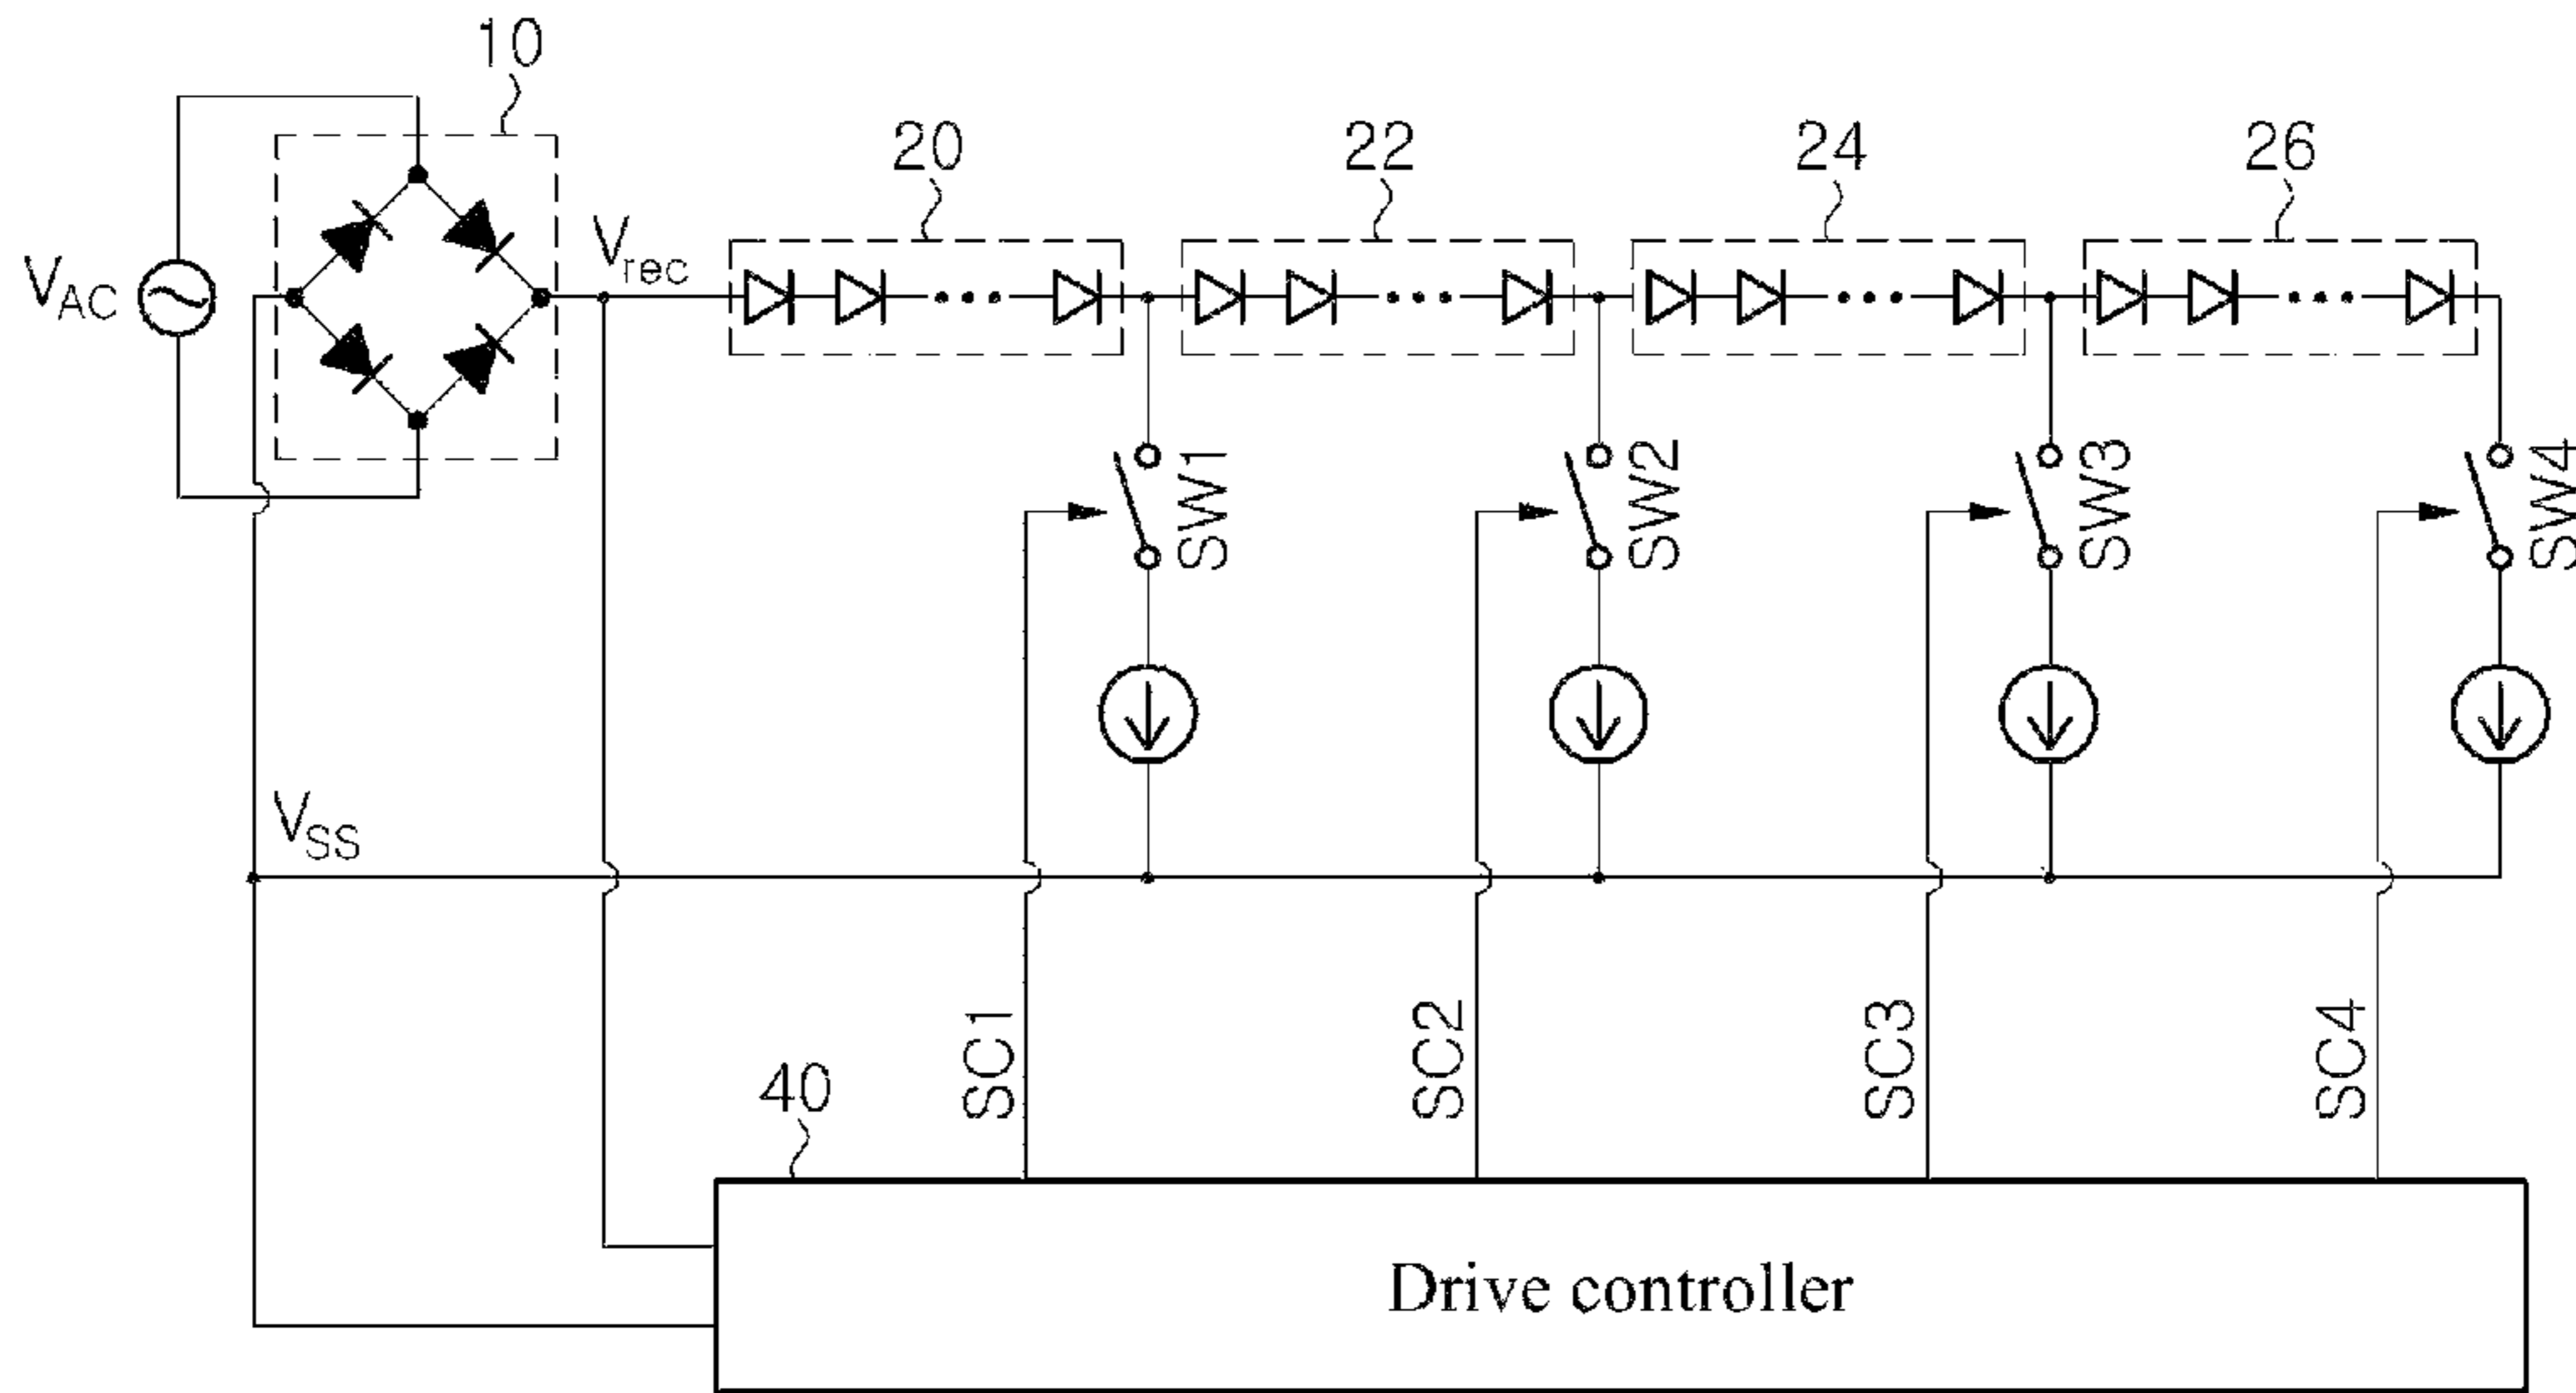 10
20
22
24
26
VAC
Vrec
SW1
SW2
SW3
SW4
VSS
SC1
SC2
SC3
SC4
40
Drive controller